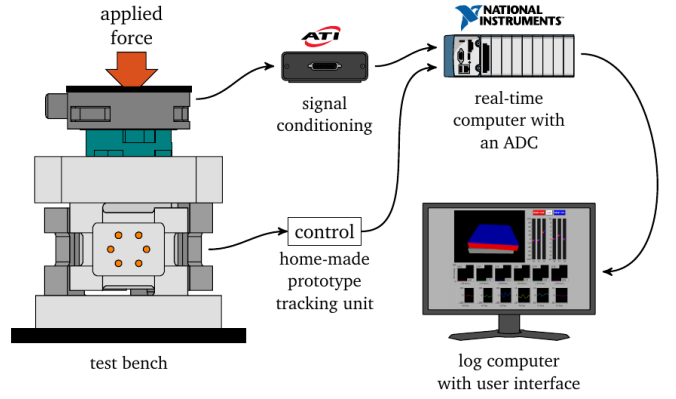 applied
force
ATI
signal
conditioning
NATIONAL
INSTRUMENTS™
real-time
computer with
an ADC
control
home-made
prototype
tracking unit
test bench
log computer
with user interface